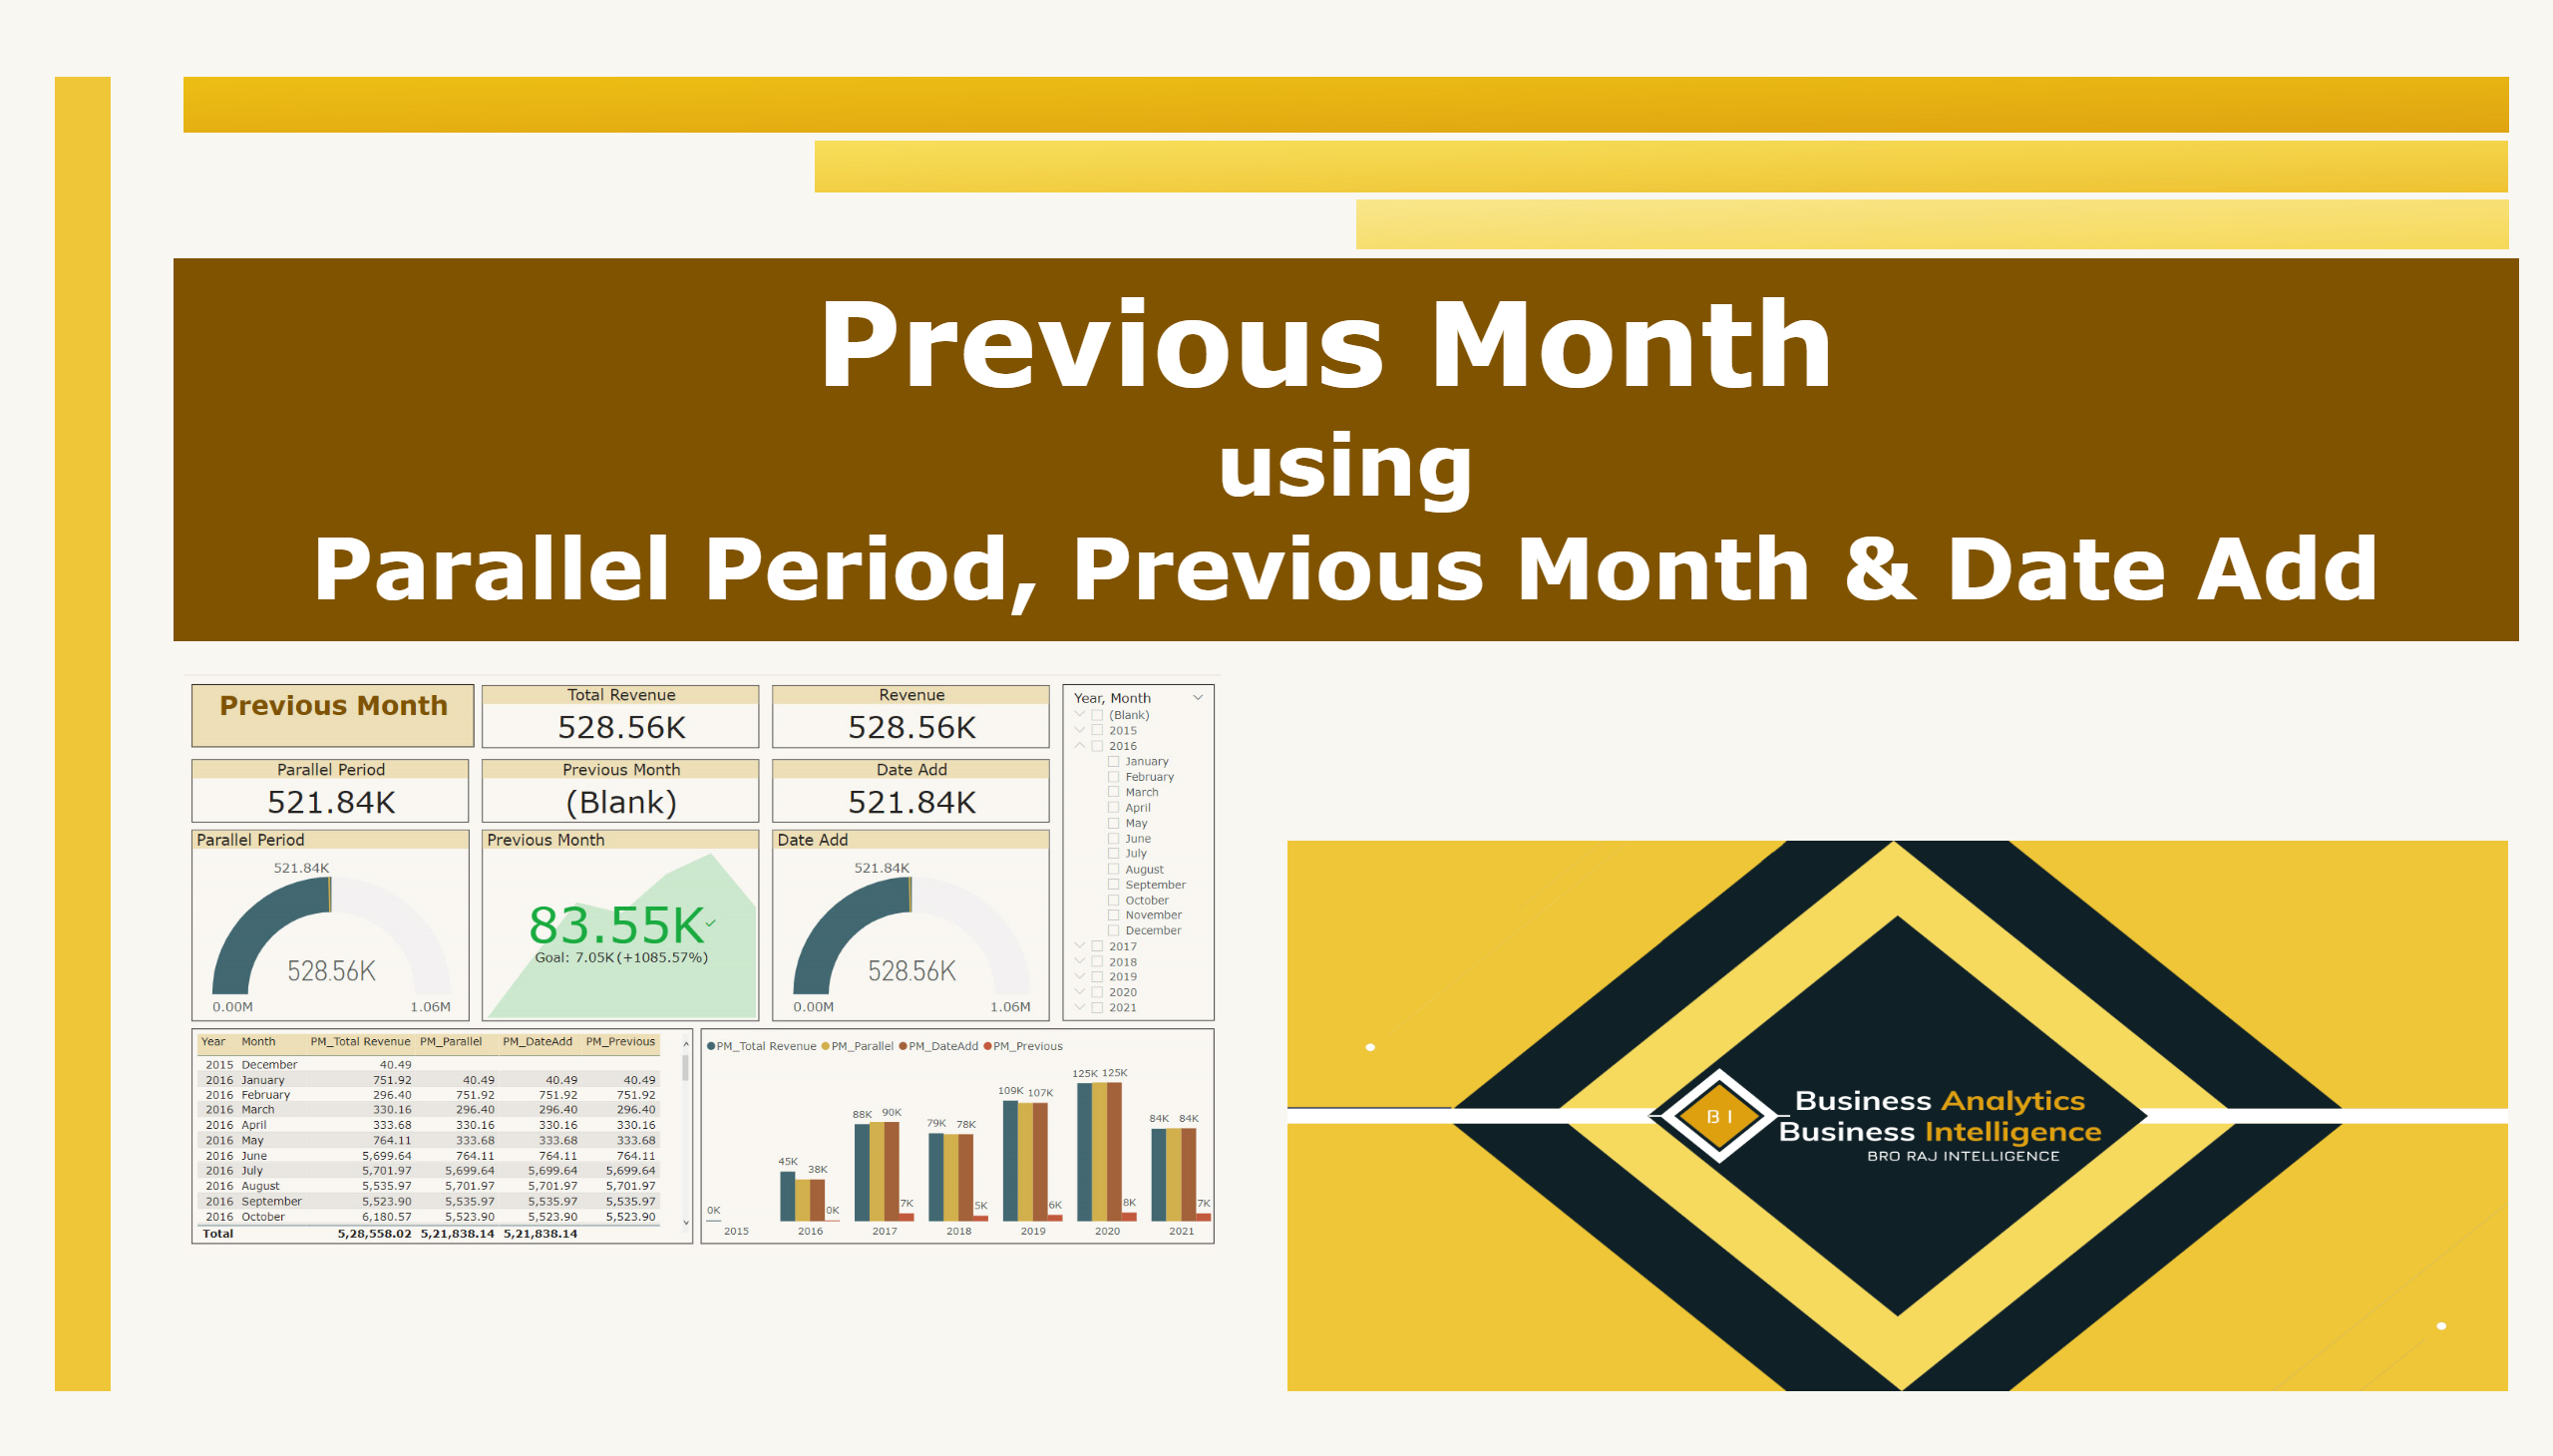 Previous Month
using
Parallel Period, Previous Month & Date Add
Previous Month
Total Revenue
528.56K
Revenue
528.56K
Parallel Period
521.84K
Previous Month
(Blank)
Date Add
521.84K
Parallel Period
521.84K
528.56K
0.00M 1.06M
Previous Month
83.55K
Goal: 7.05K (+1085.57%)
Date Add
521.84K
528.56K
0.00M 1.06M
Year, Month
(Blank)
2015
2016
January
February
March
April
May
June
July
August
September
October
November
December
2017
2018
2019
2020
2021
Year Month PM_Total Revenue PM_Parallel PM_DateAdd PM_Previous
2015 December 40.49
2016 January 751.92 40.49 40.49 40.49
2016 February 296.40 751.92 751.92 751.92
2016 March 330.16 296.40 296.40 296.40
2016 April 333.68 330.16 330.16 330.16
2016 May 764.11 333.68 333.68 333.68
2016 June 5,699.64 764.11 764.11 764.11
2016 July 5,701.97 5,699.64 5,699.64 5,699.64
2016 August 5,535.97 5,701.97 5,701.97 5,701.97
2016 September 5,523.90 5,535.97 5,535.97 5,535.97
2016 October 6,180.57 5,523.90 5,523.90 5,523.90
Total 5,28,558.02 5,21,838.14 5,21,838.14
PM_Total Revenue PM_Parallel PM_DateAdd PM_Previous
125K 125K
109K 107K
88K 90K
84K 84K
79K 78K
45K
38K
0K 0K 7K 5K 6K 8K 7K
2015 2016 2017 2018 2019 2020 2021
B I
Business Analytics
Business Intelligence
BRO RAJ INTELLIGENCE